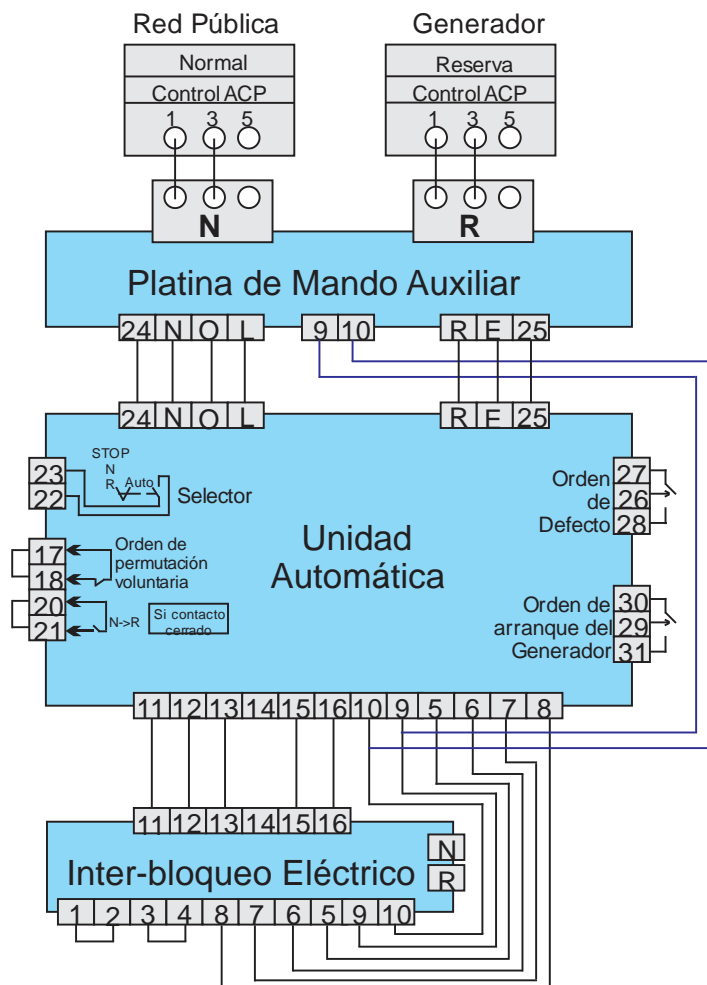 Red Pública Generador
Normal Reserva
Control ACP Control ACP
1 3 5 1 3 5
N R
Platina de Mando Auxiliar
24 N O L 9 10 R E 25
24 N O L R E 25
STOP
N
R Auto
23
22
Selector
27
26
28
Orden
de
Defecto
Unidad
Automática
17
18
20
21
Orden de
permutación
voluntaria
N->R
Si contacto
cerrado
Orden de
arranque del
Generador
30
29
31
11 12 13 14 15 16 10 9 5 6 7 8
11 12 13 14 15 16
Inter-bloqueo Eléctrico
N
R
1 2 3 4 8 7 6 5 9 10